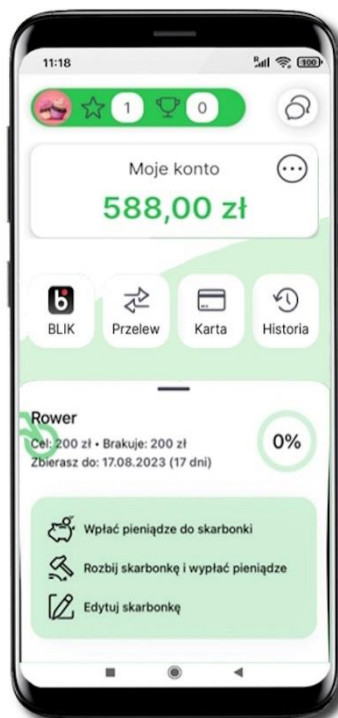 11:18
R
100
1
0
Moje konto
588,00 zł
b
BLIK
Przelew
Karta
Historia
Rower
Cel: 200 zł • Brakuje: 200 zł
0%
Zbierasz do: 17.08.2023 (17 dni)
Wpłać pieniądze do skarbonki
Rozbij skarbonkę i wypłać pieniądze
Edytuj skarbonkę